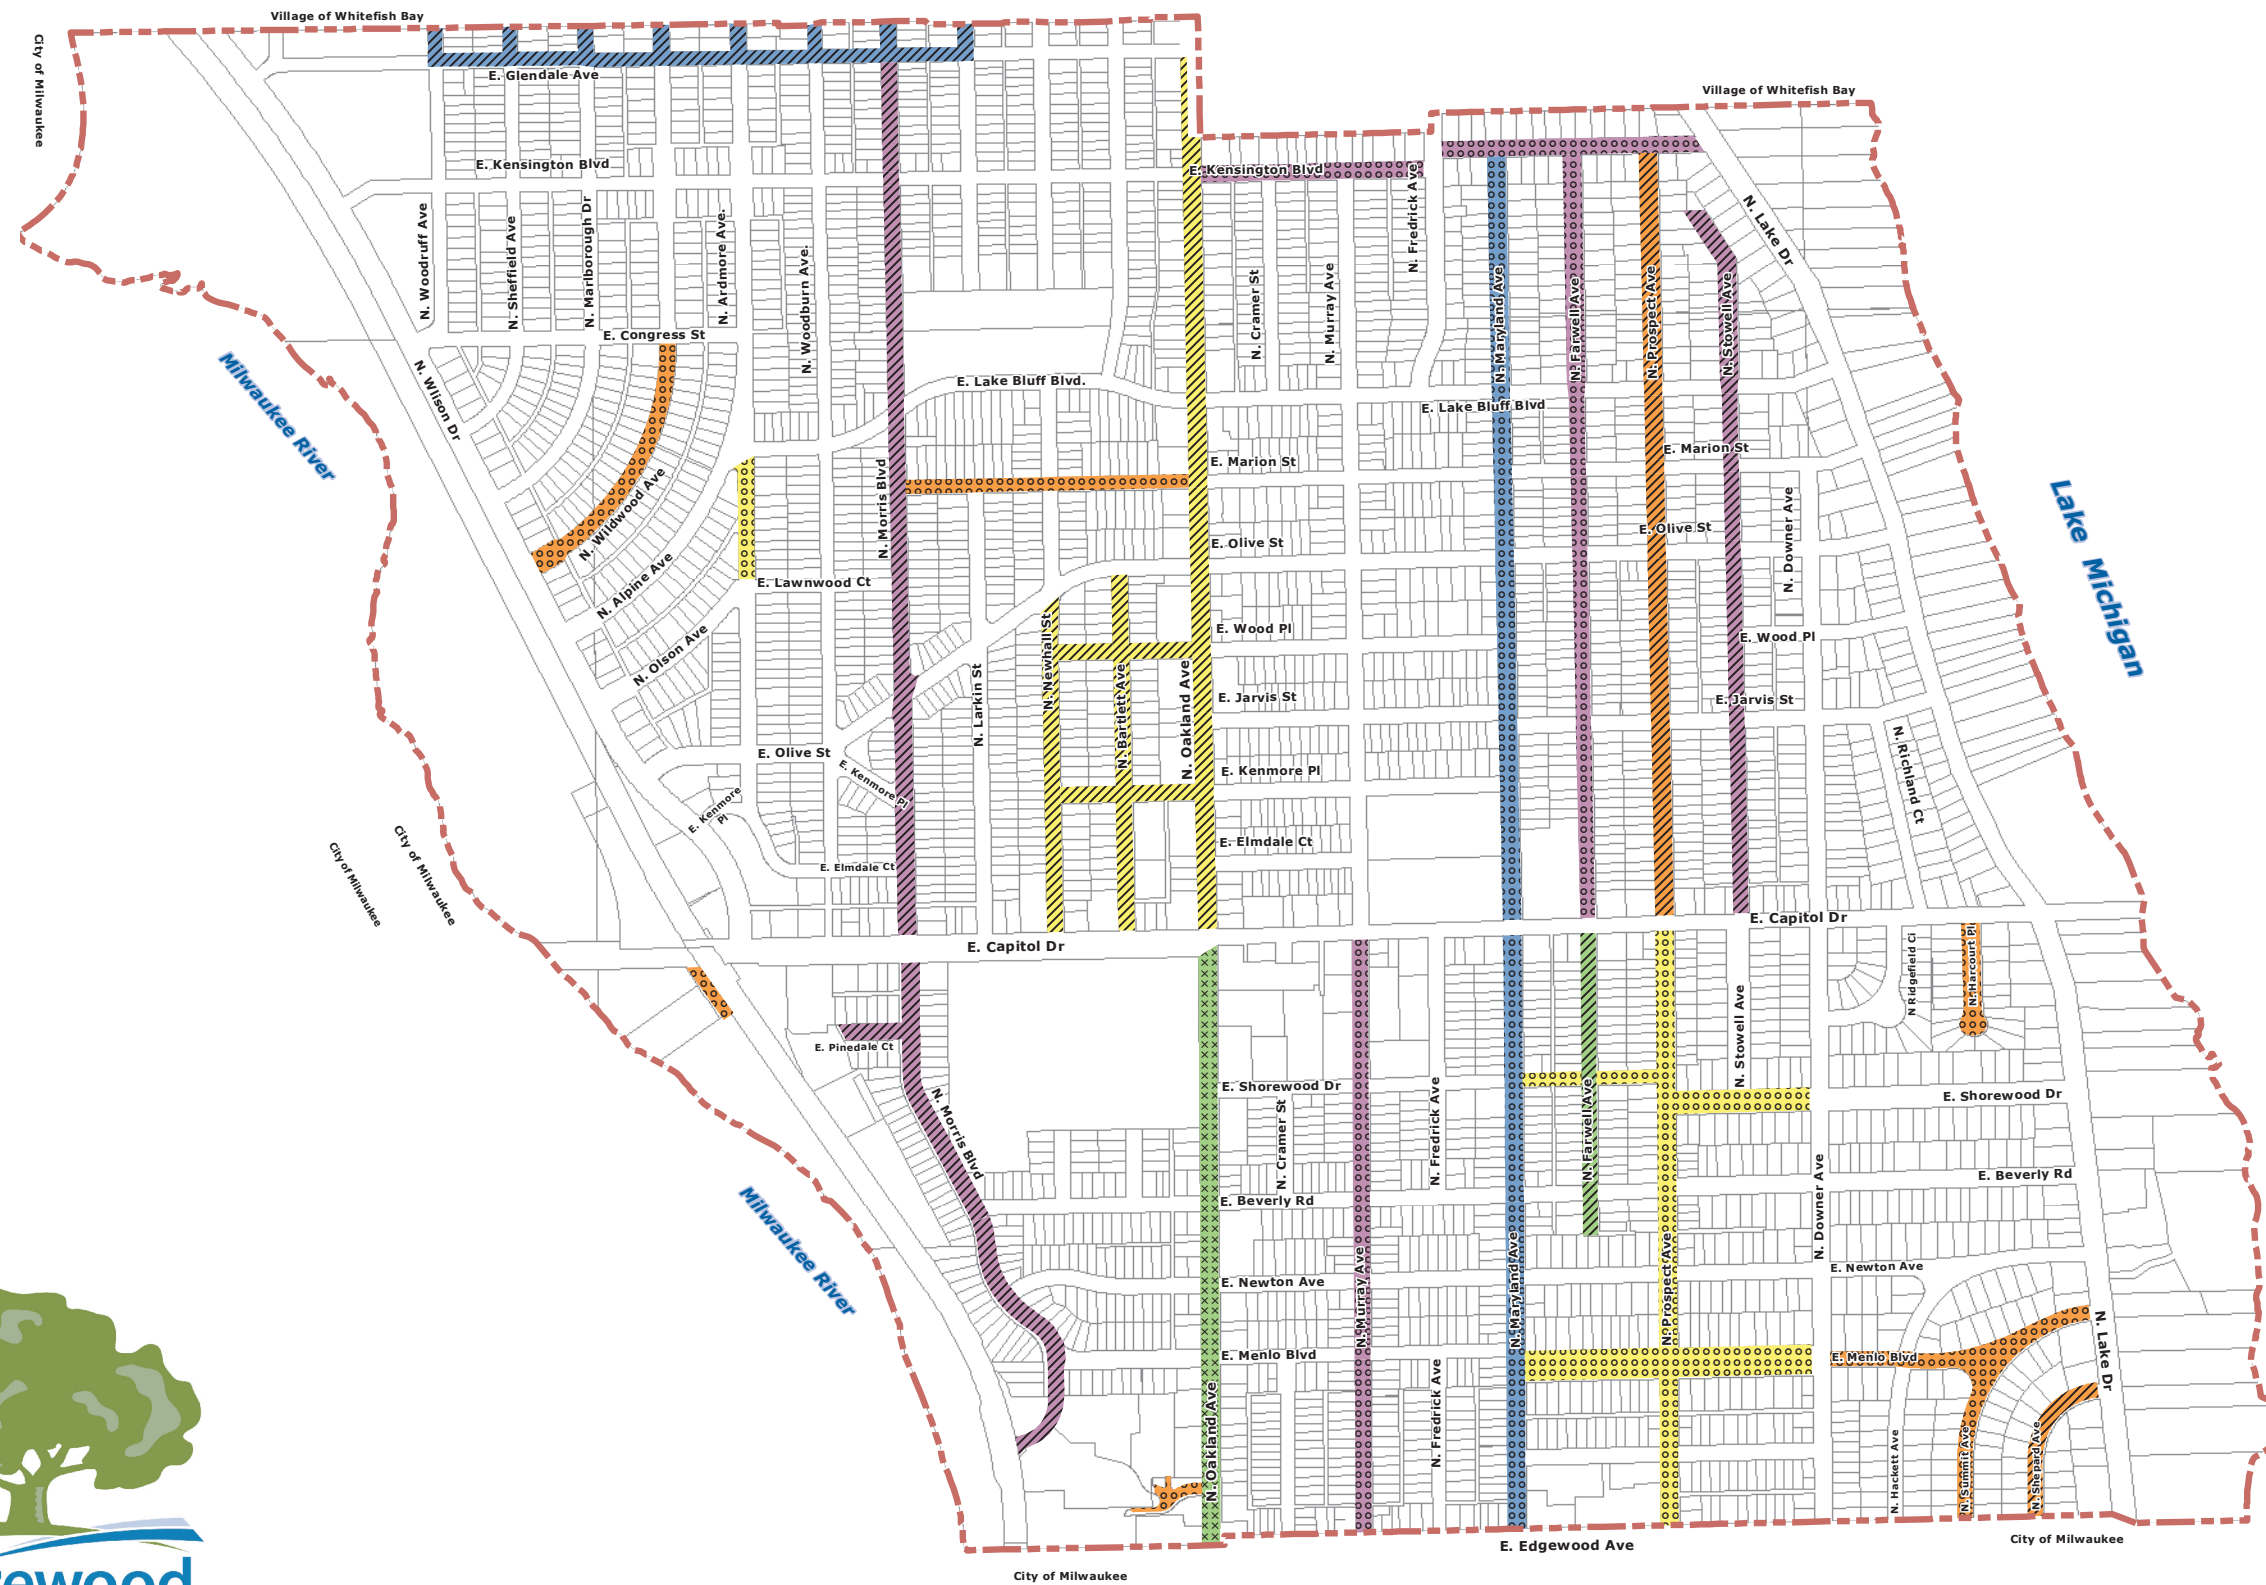 Village of Whitefish Bay
City of Milwaukee
E. Glendale Ave
Village of Whitefish Bay
E. Kensington Blvd
E. Kensington Blvd
N. Woodruff Ave
N. Sheffield Ave
N. Marlborough Dr
N. Ardmore Ave.
N. Woodburn Ave.
N. Cramer St
N. Murray Ave
N. Fredrick Ave
N. Maryland Ave
N. Farwell Ave
N. Prospect Ave
N. Stowell Ave
N. Lake Dr
E. Congress St
Milwaukee River
N. Wilson Dr
E. Lake Bluff Blvd.
E. Lake Bluff Blvd
E. Marion St
E. Marion St
N. Morris Blvd
N. Wildwood Ave
E. Olive St
E. Olive St
N. Downer Ave
Lake Michigan
N. Alpine Ave
E. Lawnwood Ct
N. Olson Ave
N. Larkin St
N. Newhall St
N. Bartlett Ave
N. Oakland Ave
E. Wood Pl
E. Wood Pl
E. Jarvis St
E. Jarvis St
E. Olive St
E. Kenmore Pl
E. Kenmore
Pl
E. Kenmore Pl
N. Richland Ct
E. Elmdale Ct
E. Elmdale Ct
City of Milwaukee
City of Milwaukee
E. Capitol Dr
E. Capitol Dr
N Ridgefield Ci
N. Harcourt Pl
E. Pinedale Ct
N. Morris Blvd
E. Shorewood Dr
E. Shorewood Dr
N. Stowell Ave
N. Cramer St
N. Fredrick Ave
N. Farwell Ave
N. Downer Ave
E. Beverly Rd
E. Beverly Rd
Milwaukee River
E. Newton Ave
E. Newton Ave
N. Murray Ave
N. Maryland Ave
N. Prospect Ave
E. Menlo Blvd
E. Menlo Blvd
N. Lake Dr
N. Oakland Ave
N. Fredrick Ave
N. Hackett Ave
N. Summit Ave
N. Shepard Ave
E. Edgewood Ave
City of Milwaukee
City of Milwaukee
ewood